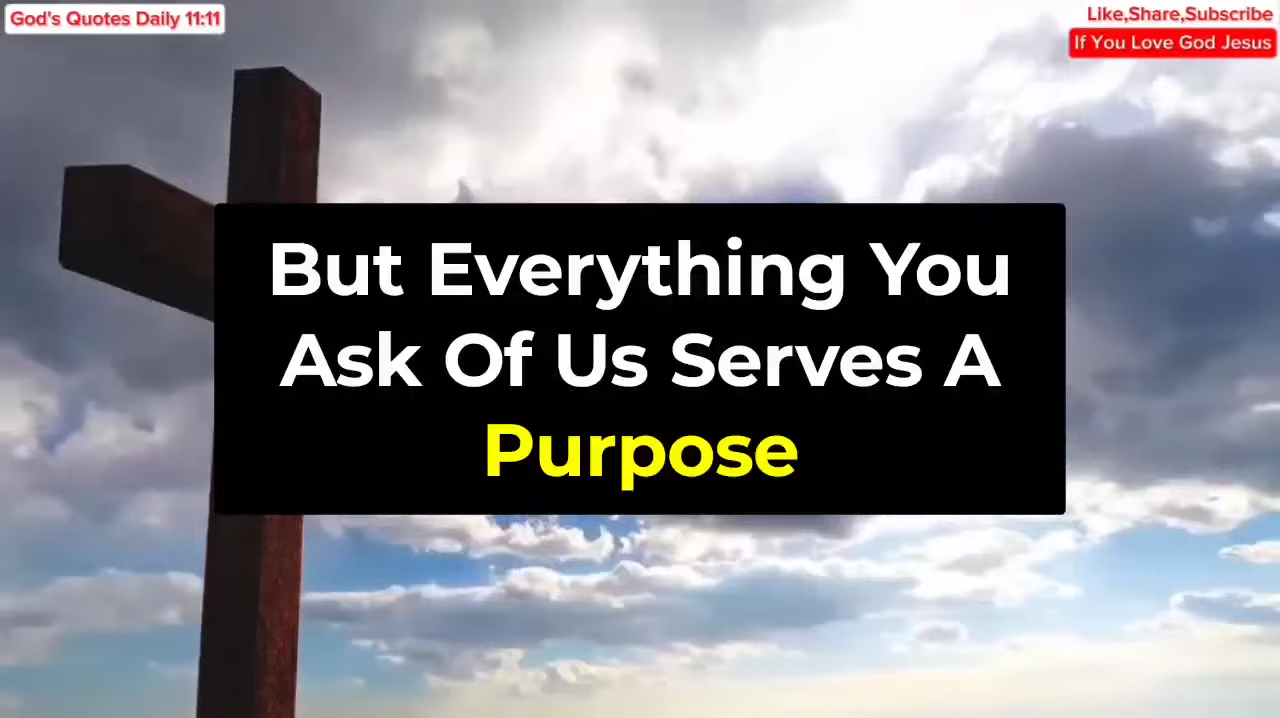 God's Quotes Daily 11:11
Like,Share,Subscribe
If You Love God Jesus
But Everything You
Ask Of Us Serves A
Purpose